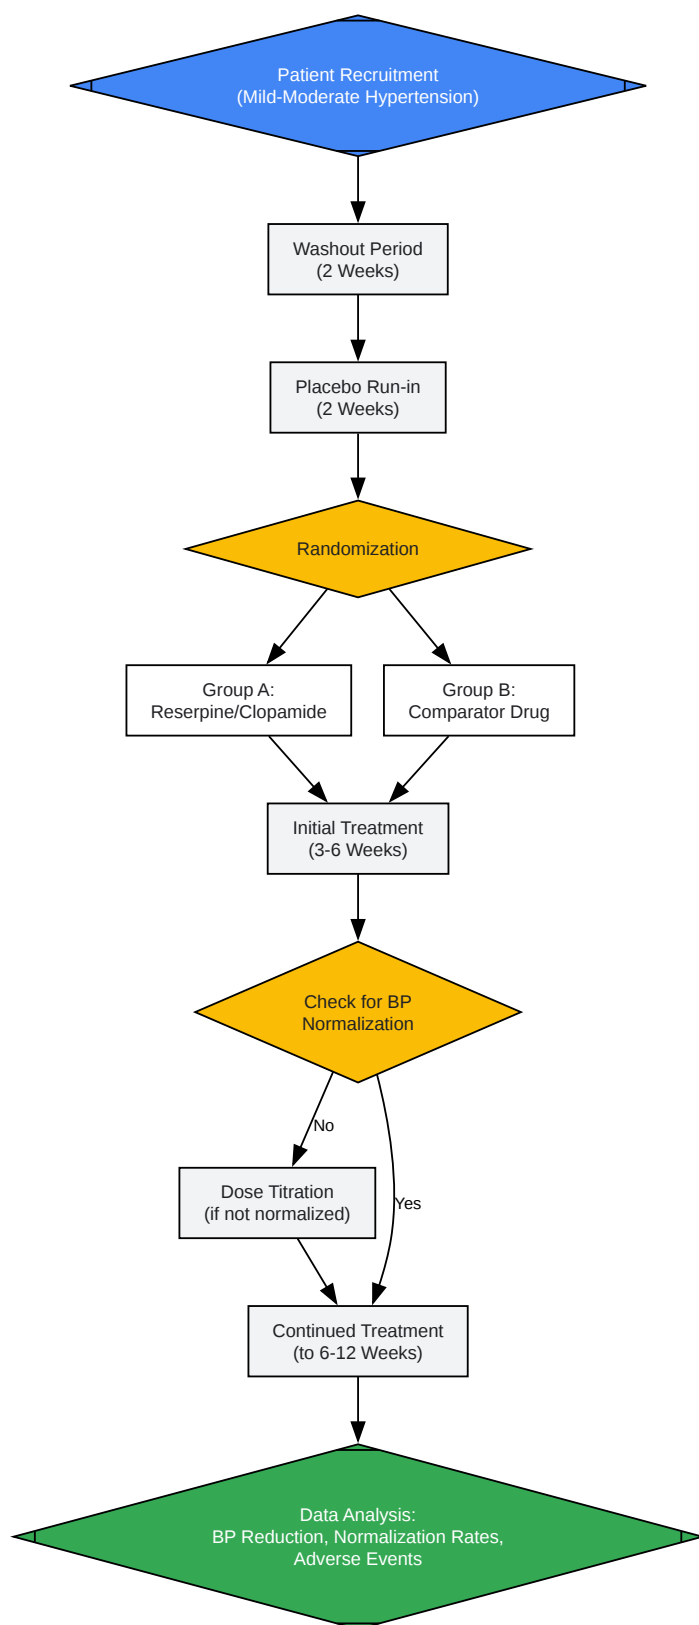 Patient Recruitment
(Mild-Moderate Hypertension)
Washout Period
(2 Weeks)
Placebo Run-in
(2 Weeks)
Randomization
Group A:
Reserpine/Clopamide
Group B:
Comparator Drug
Initial Treatment
(3-6 Weeks)
Check for BP
Normalization
No
Dose Titration
(if not normalized)
Yes
Continued Treatment
(to 6-12 Weeks)
Data Analysis:
BP Reduction, Normalization Rates,
Adverse Events